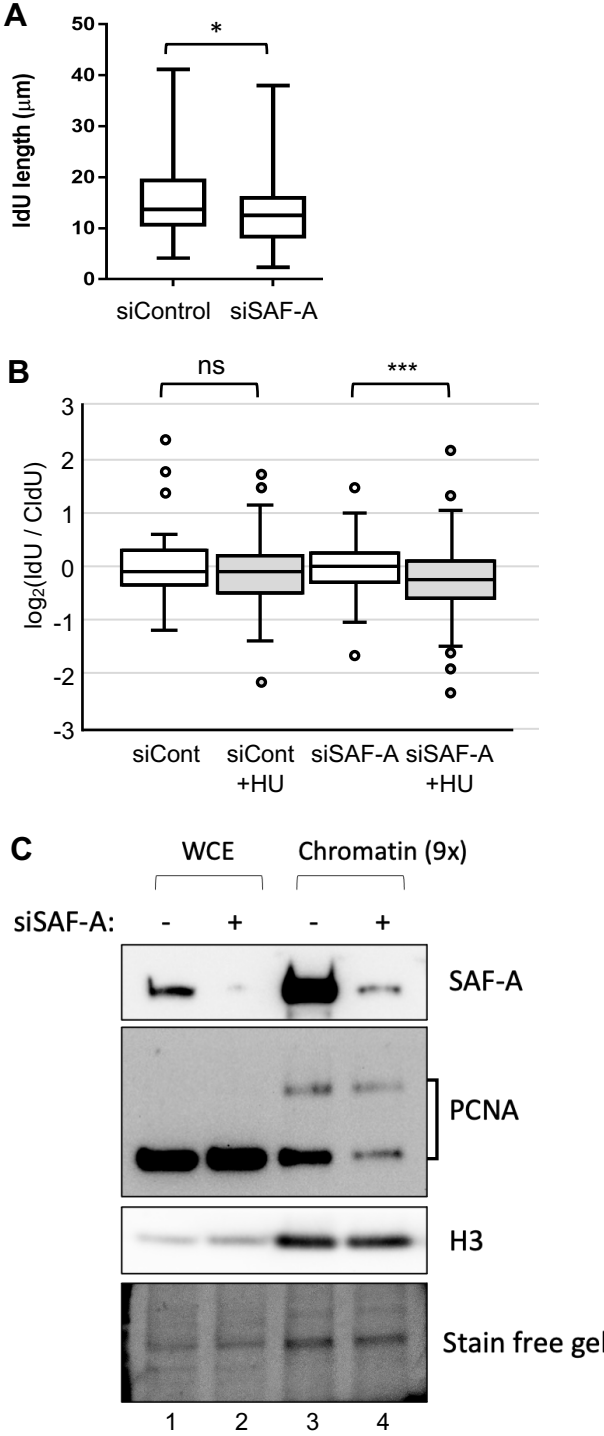 A
IdU length (μm)
50
40
30
20
10
0
*
siControl siSAF-A
B
log2(IdU / CldU)
3
2
1
0
-1
-2
-3
ns
***
siCont siCont siSAF-A siSAF-A
+HU +HU
C
WCE Chromatin (9x)
siSAF-A: - + - +
SAF-A
PCNA
H3
Stain free gel
1 2 3 4